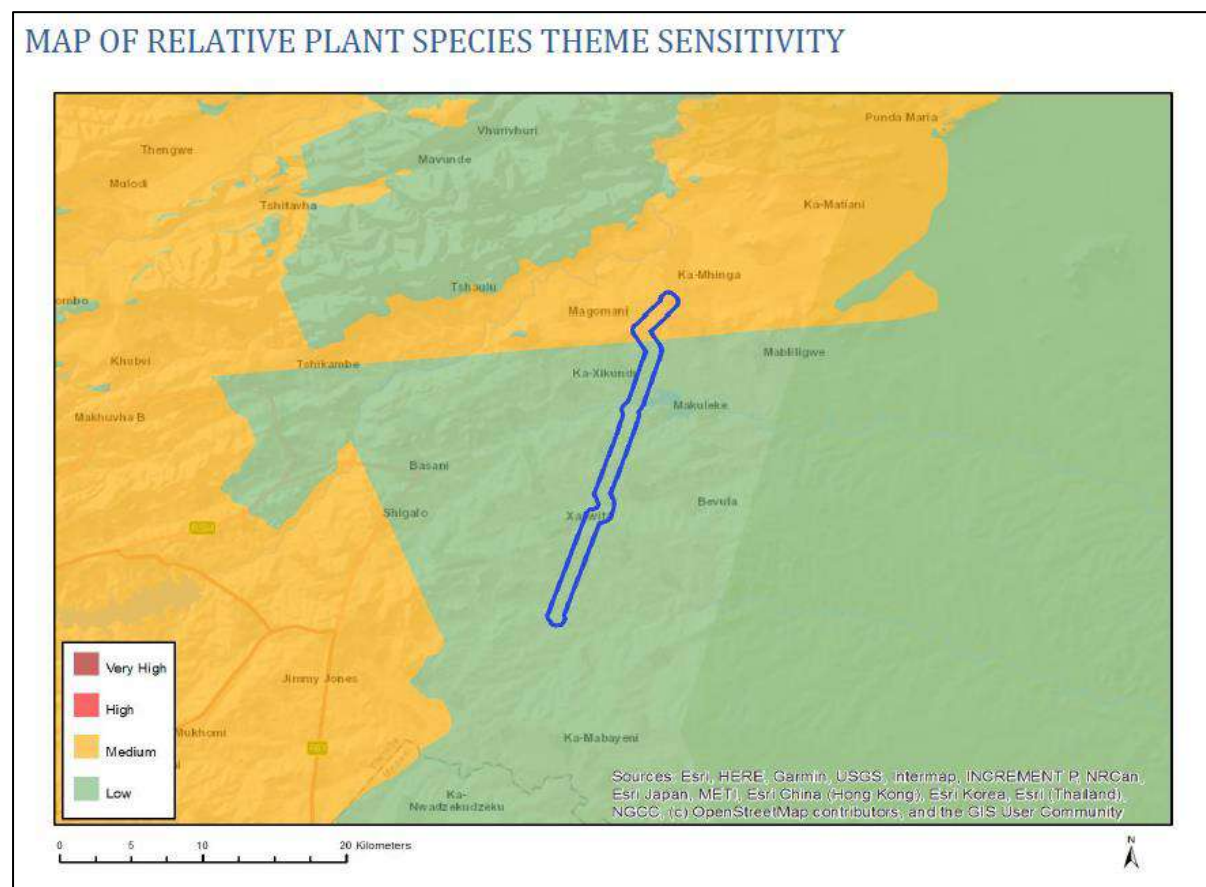 MAP OF RELATIVE PLANT SPECIES THEME SENSITIVITY
Punda Maria
Vhurivhuri
Thengwe
Mavunde
Mulodi
Tshitavha
Ka-Matiani
Ka-Mhinga
Tshaulu
ombo
Magomani
Mabiligwe
Khubvi
Tshikambe
Ka-Xikundu
Makuleke
Makhuvha B
Basani
Bevula
Shigalo
Very High
High
Medium
Low
Jimmy Jones
Mukhomi
Ka-Mabayeni
Ka-
Nwadzekudzeku
Sources: Esri, HERE, Garmin, USGS, Intermap, INCREMENT P, NRCan,
Esri Japan, METI, Esri China (Hong Kong), Esri Korea, Esri (Thailand),
NGCC, (c) OpenStreetMap contributors, and the GIS User Community
0 5 10 20 Kilometers
N